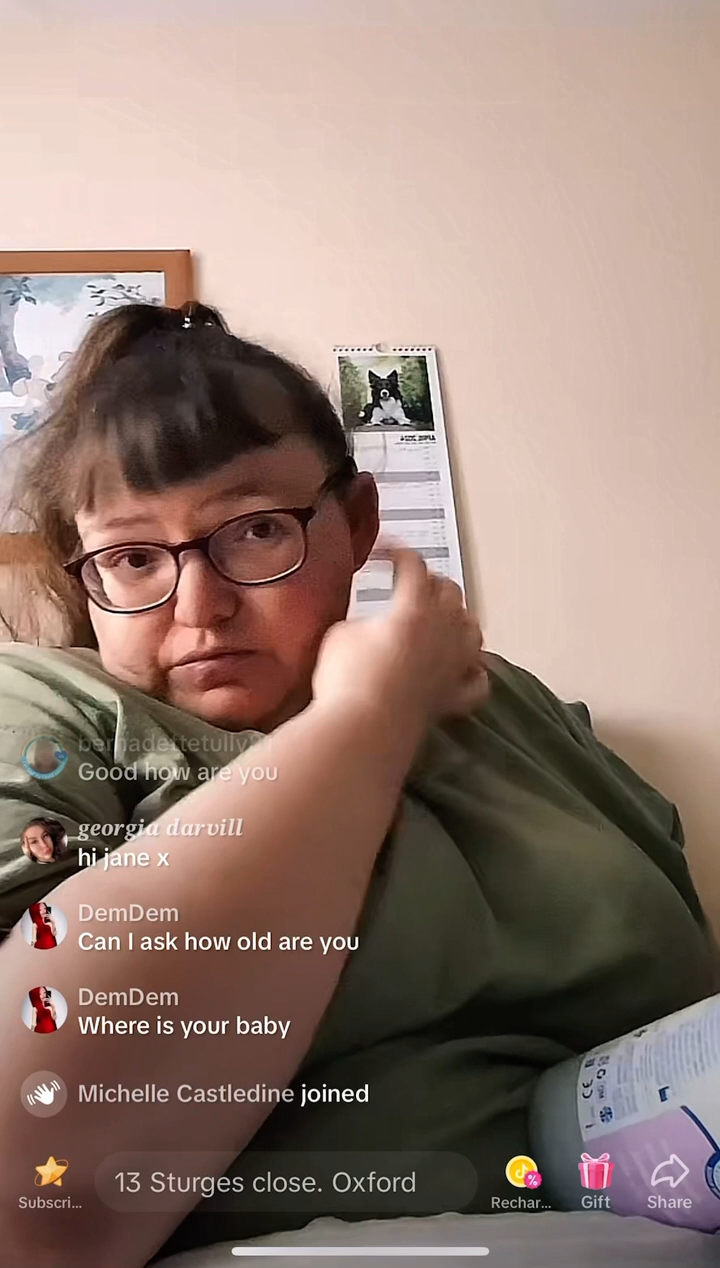 Good how are you
georgia darvill
hi jane x
DemDem
Can I ask how old are you
DemDem
Where is your baby
Michelle Castledine joined
Subscri...
13 Sturges close. Oxford
Rechar...
Gift
Share